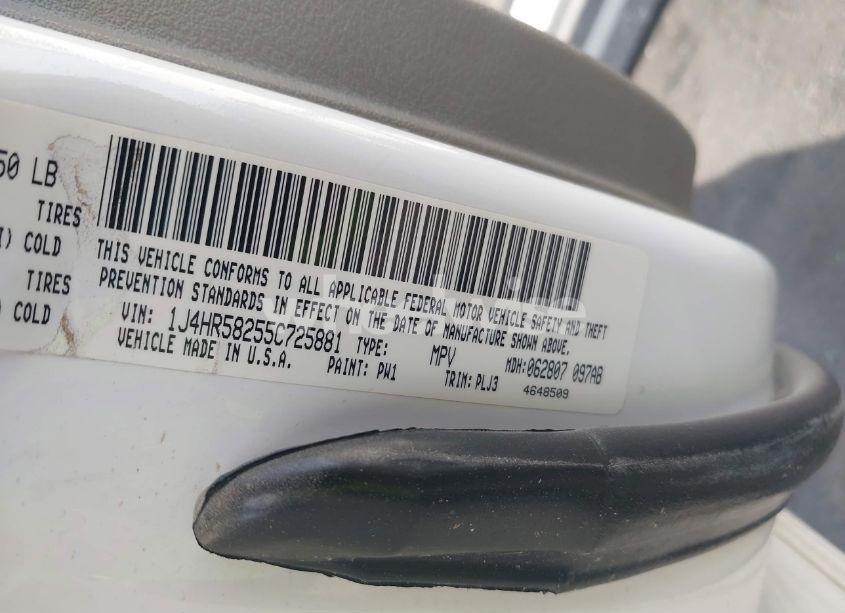 50 LB
TIRES
) COLD
TIRES
) COLD
THIS VEHICLE CONFORMS TO ALL APPLICABLE FEDERAL MOTOR VEHICLE SAFETY AND THEFT
PREVENTION STANDARDS IN EFFECT ON THE DATE OF MANUFACTURE SHOWN ABOVE.
VIN: 1J4HR58255C725881 TYPE: MPV MDH:062807 097AB
VEHICLE MADE IN U.S.A. PAINT: PW1 TRIM:PLJ3 4648509